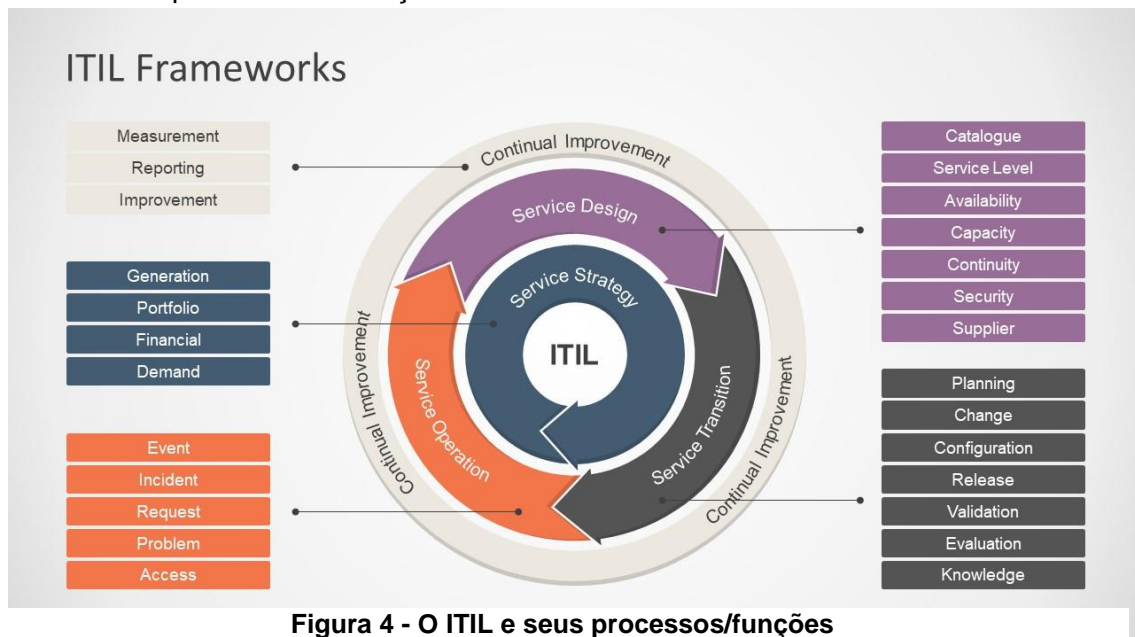 ITIL Frameworks
Measurement
Reporting
Improvement
Generation
Portfolio
Financial
Demand
Event
Incident
Request
Problem
Access
Continual Improvement
Service Design
Service Strategy
ITIL
Continual Improvement
Service Operation
Service Transition
Continual Improvement
Catalogue
Service Level
Availability
Capacity
Continuity
Security
Supplier
Planning
Change
Configuration
Release
Validation
Evaluation
Knowledge
Figura 4 - O ITIL e seus processos/funções